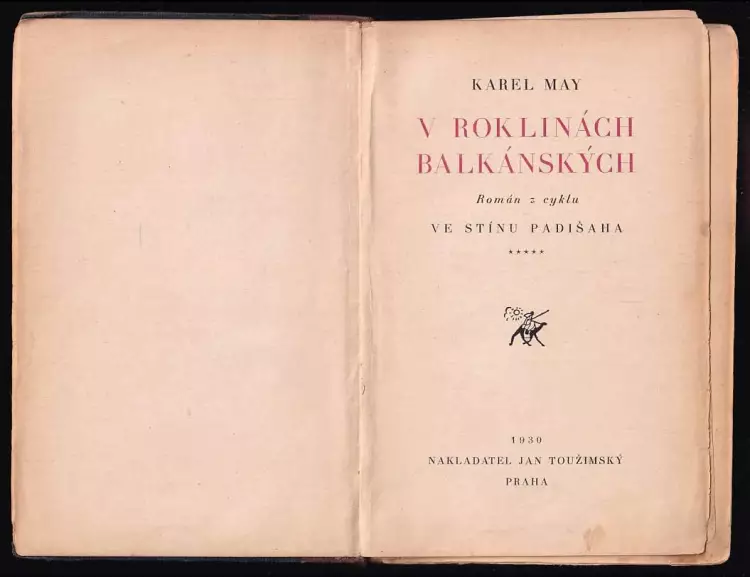 KAREL MAY
V ROKLINÁCH
BALKÁNSKÝCH
Román z cyklu
VE STÍNU PADIŠAHA
*****
1930
NAKLADATEL JAN TOUŽIMSKÝ
PRAHA